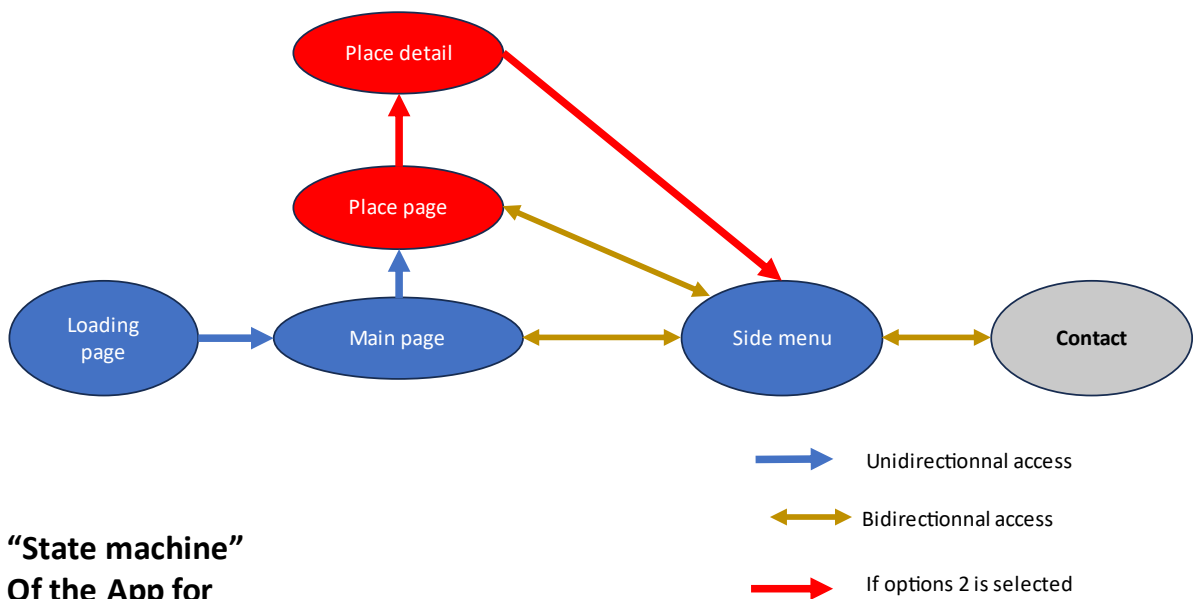 Place detail
Place page
Loading
page
Main page
Side menu
Contact
Unidirectionnal access
Bidirectionnal access
If options 2 is selected
“State machine”
Of the App for